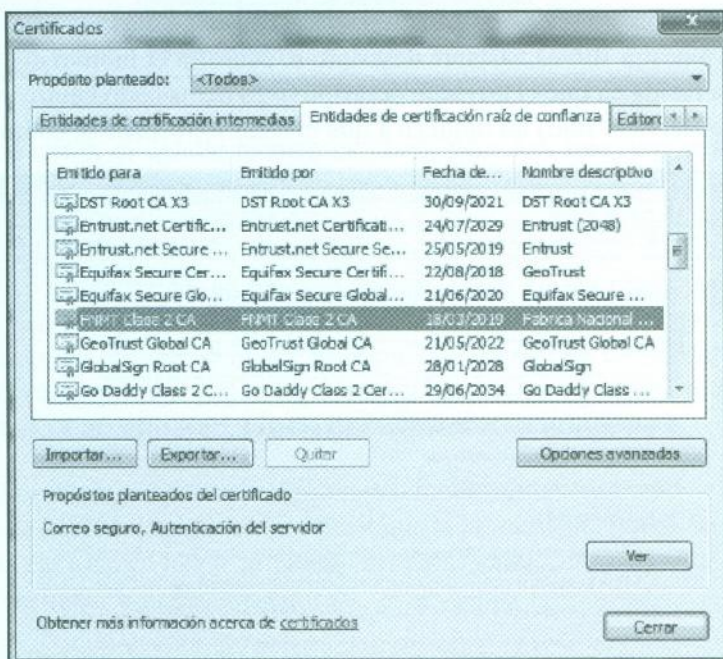 Certificados
Propósito planteado: <Todos>
Entidades de certificación intermedias Entidades de certificación raíz de confianza Editor
Emitido para Emitido por Fecha de... Nombre descriptivo
DST Root CA X3 DST Root CA X3 30/09/2021 DST Root CA X3
Entrust.net Certific... Entrust.net Certificati... 24/07/2029 Entrust (2048)
Entrust.net Secure ... Entrust.net Secure Se... 25/05/2019 Entrust
Equifax Secure Cer... Equifax Secure Certifi... 22/08/2018 GeoTrust
Equifax Secure Glo... Equifax Secure Global... 21/06/2020 Equifax Secure ...
FNMT Clase 2 CA FNMT Clase 2 CA 18/03/2019 Fabrica Nacional ...
GeoTrust Global CA GeoTrust Global CA 21/05/2022 GeoTrust Global CA
GlobalSign Root CA GlobalSign Root CA 28/01/2028 GlobalSign
Go Daddy Class 2 C... Go Daddy Class 2 Cer... 29/06/2034 Go Daddy Class ...
Importar... Exportar... Quitar Opciones avanzadas
Propósitos planteados del certificado
Correo seguro, Autenticación del servidor
Ver
Obtener más información acerca de certificados
Cerrar